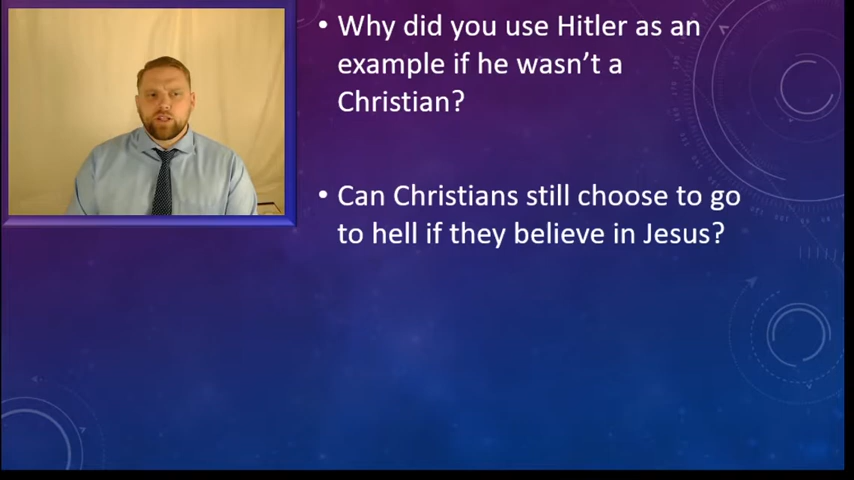 • Why did you use Hitler as an
example if he wasn't a
Christian?
• Can Christians still choose to go
to hell if they believe in Jesus?